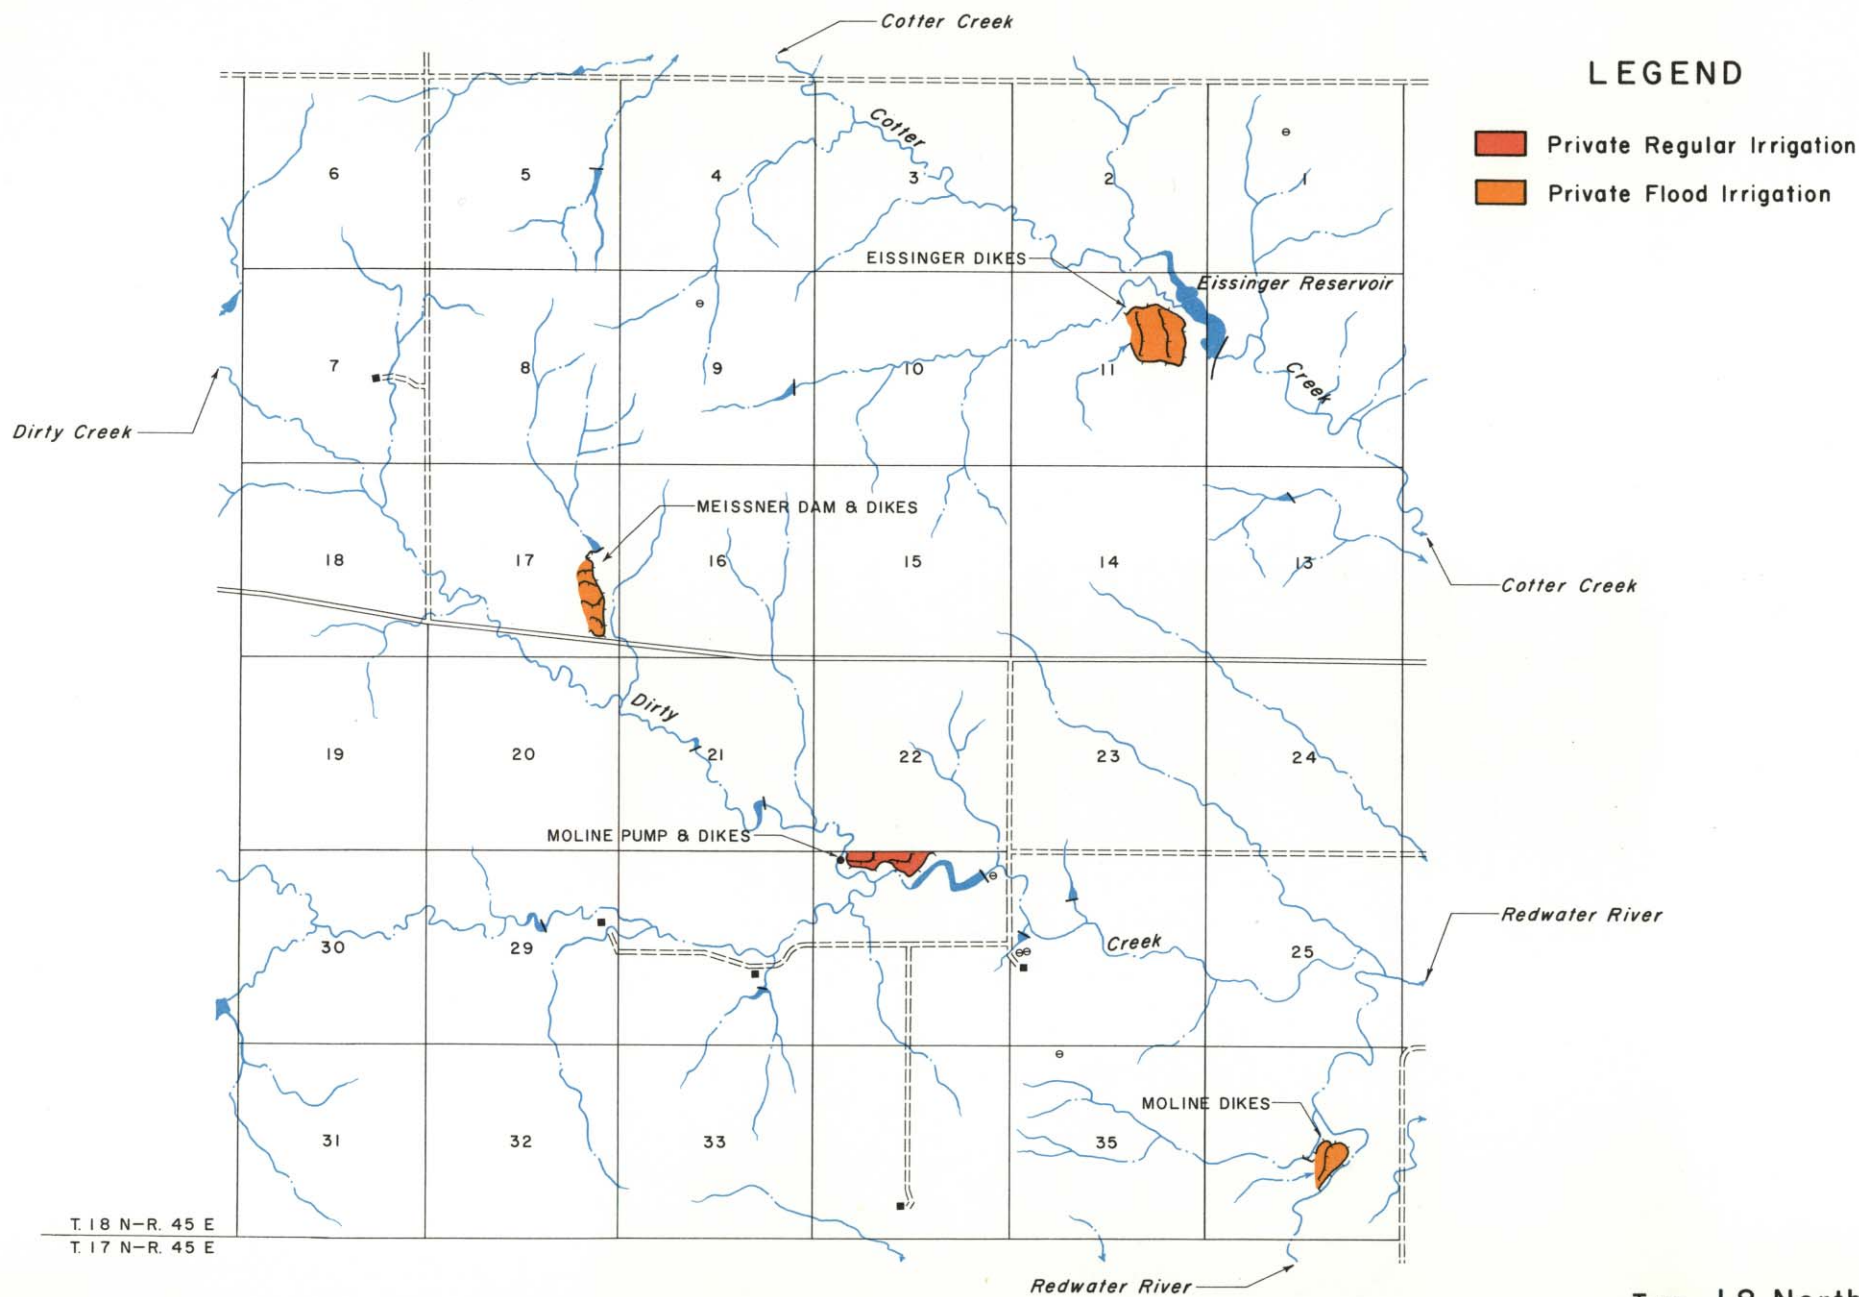 Cotter Creek
LEGEND
Private Regular Irrigation
Private Flood Irrigation
Cotter
6
5
4
3
2
1
EISSINGER DIKES
Eissinger Reservoir
7
8
9
10
11
Creek
Dirty Creek
MEISSNER DAM & DIKES
18
17
16
15
14
13
Cotter Creek
Dirty
19
20
21
22
23
24
MOLINE PUMP & DIKES
Redwater River
30
29
Creek
25
MOLINE DIKES
31
32
33
35
T. 18 N-R. 45 E
T. 17 N-R. 45 E
Redwater River